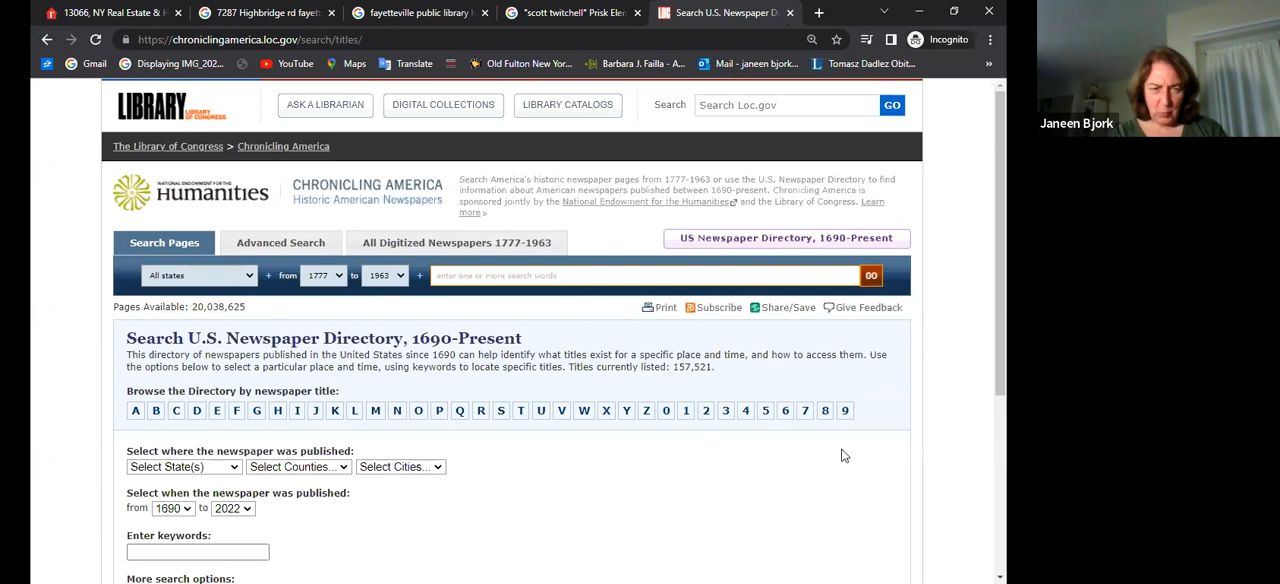 13066, NY Real Estate & H
7287 Highbridge rd fayett
fayetteville public library
"scott twitchell" Prisk Elem
Search U.S. Newspaper D
https://chroniclingamerica.loc.gov/search/titles/
Incognito
Gmail
Displaying IMG_202...
YouTube
Maps
Translate
Old Fulton New Yor...
Barbara J. Failla - A...
Mail - janeen bjork...
Tomasz Dadlez Obit...
»
LIBRARY OF CONGRESS
ASK A LIBRARIAN
DIGITAL COLLECTIONS
LIBRARY CATALOGS
Search
Search Loc.gov
GO
The Library of Congress > Chronicling America
NATIONAL ENDOWMENT FOR THE
Humanities
CHRONICLING AMERICA
Historic American Newspapers
Search America's historic newspaper pages from 1777-1963 or use the U.S. Newspaper Directory to find
information about American newspapers published between 1690-present. Chronicling America is
sponsored jointly by the National Endowment for the Humanities and the Library of Congress. Learn
more »
Search Pages
Advanced Search
All Digitized Newspapers 1777-1963
US Newspaper Directory, 1690-Present
All states + from 1777 to 1963 + enter one or more search words GO
Pages Available: 20,038,625
Print Subscribe Share/Save Give Feedback
Search U.S. Newspaper Directory, 1690-Present
This directory of newspapers published in the United States since 1690 can help identify what titles exist for a specific place and time, and how to access them. Use
the options below to select a particular place and time, using keywords to locate specific titles. Titles currently listed: 157,521.
Browse the Directory by newspaper title:
A B C D E F G H I J K L M N O P Q R S T U V W X Y Z 0 1 2 3 4 5 6 7 8 9
Select where the newspaper was published:
Select State(s) Select Counties... Select Cities...
Select when the newspaper was published:
from 1690 to 2022
Enter keywords:
More search options:
Janeen Bjork